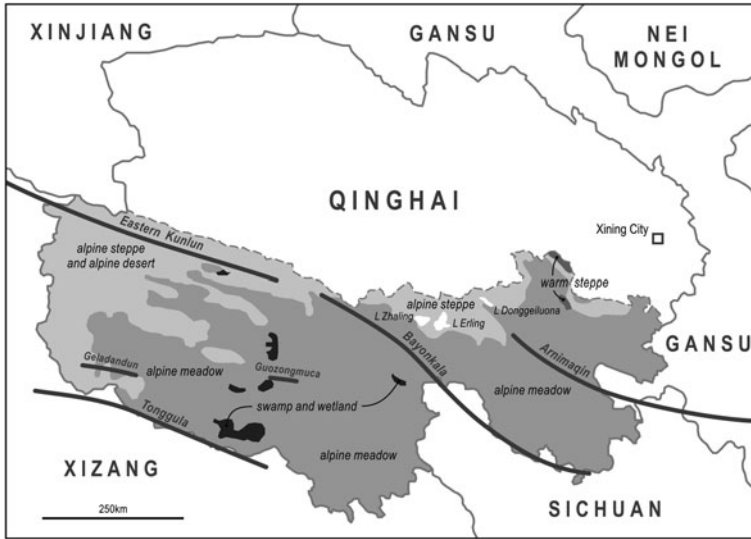 XINJIANG
GANSU
NEI
MONGOL
QINGHAI
Xining City
Eastern Kunlun
alpine steppe
and alpine desert
warm steppe
alpine steppe
L Zhaling
L Erling
L Donggeiluona
Bayonkala
Arnimaqin
GANSU
Geladandun
alpine meadow
Guozongmuca
alpine meadow
Tonggula
swamp and wetland
alpine meadow
XIZANG
SICHUAN
250km